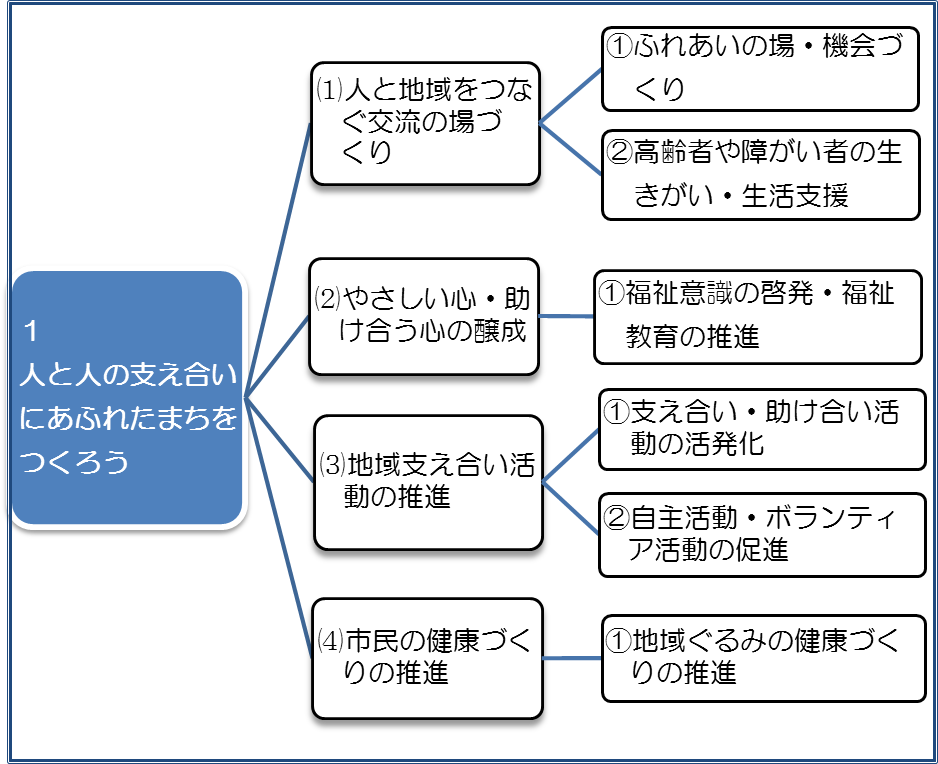 1
人と人の支え合い
にあふれたまちを
つくろう
⑴人と地域をつな
ぐ交流の場づ
くり
①ふれあいの場・機会づ
くり
②高齢者や障がい者の生
きがい・生活支援
⑵やさしい心・助
け合う心の醸成
①福祉意識の啓発・福祉
教育の推進
⑶地域支え合い活
動の推進
①支え合い・助け合い活
動の活発化
②自主活動・ボランティ
ア活動の促進
⑷市民の健康づく
りの推進
①地域ぐるみの健康づく
りの推進